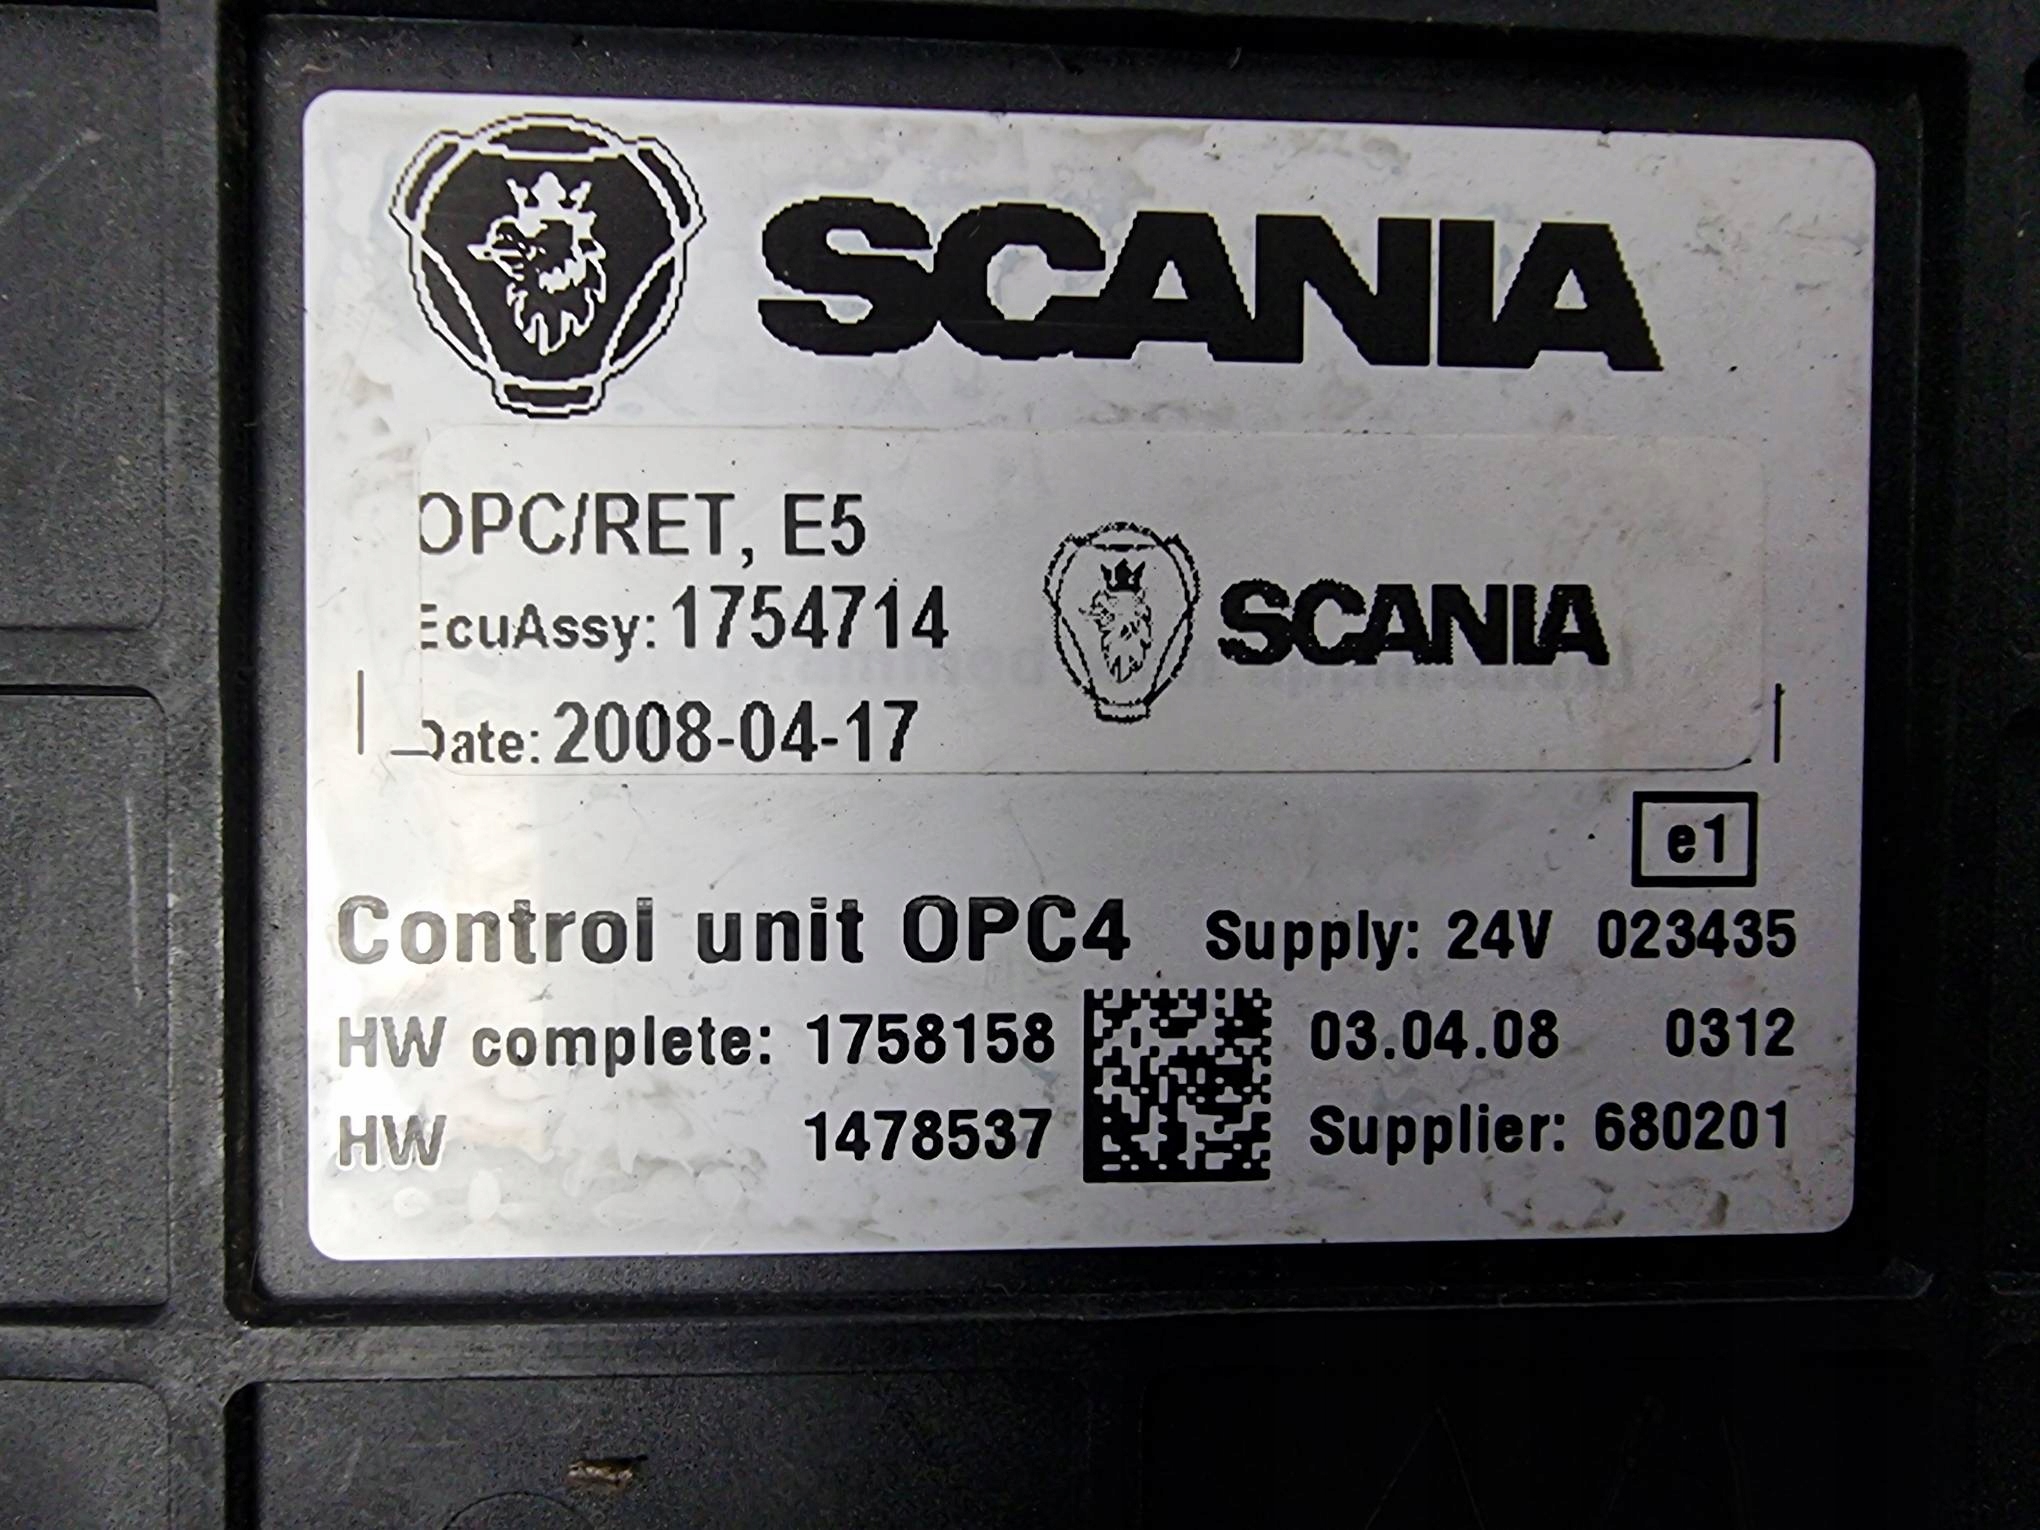 SCANIA
OPC/RET, E5
EcuAssy: 1754714
SCANIA
Date: 2008-04-17
e1
Control unit OPC4 Supply: 24V 023435
HW complete: 1758158 03.04.08 0312
HW 1478537 Supplier: 680201